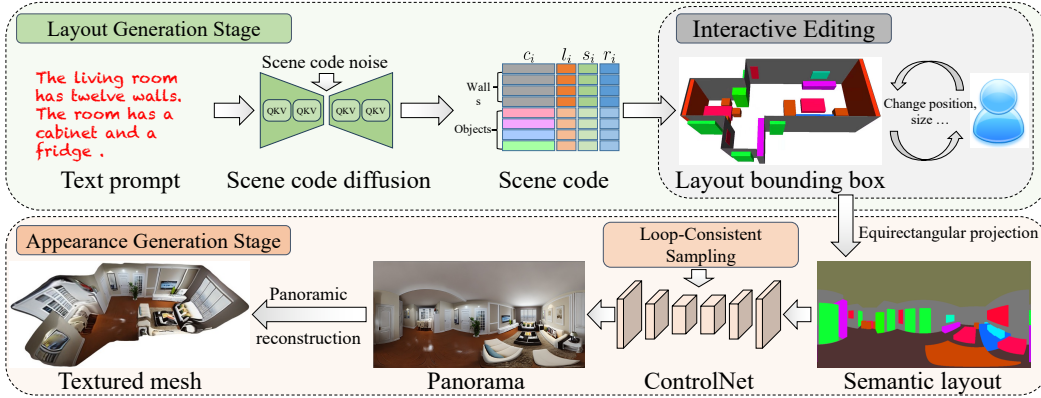 Layout Generation Stage
Interactive Editing
Scene code noise
c_i l_i s_i r_i
The living room
has twelve walls.
The room has a
cabinet and a
fridge .
QKV QKV QKV QKV
Wall
s
Objects
Change position,
size ...
Text prompt
Scene code diffusion
Scene code
Layout bounding box
Equirectangular projection
Appearance Generation Stage
Loop-Consistent
Sampling
Panoramic
reconstruction
Textured mesh
Panorama
ControlNet
Semantic layout